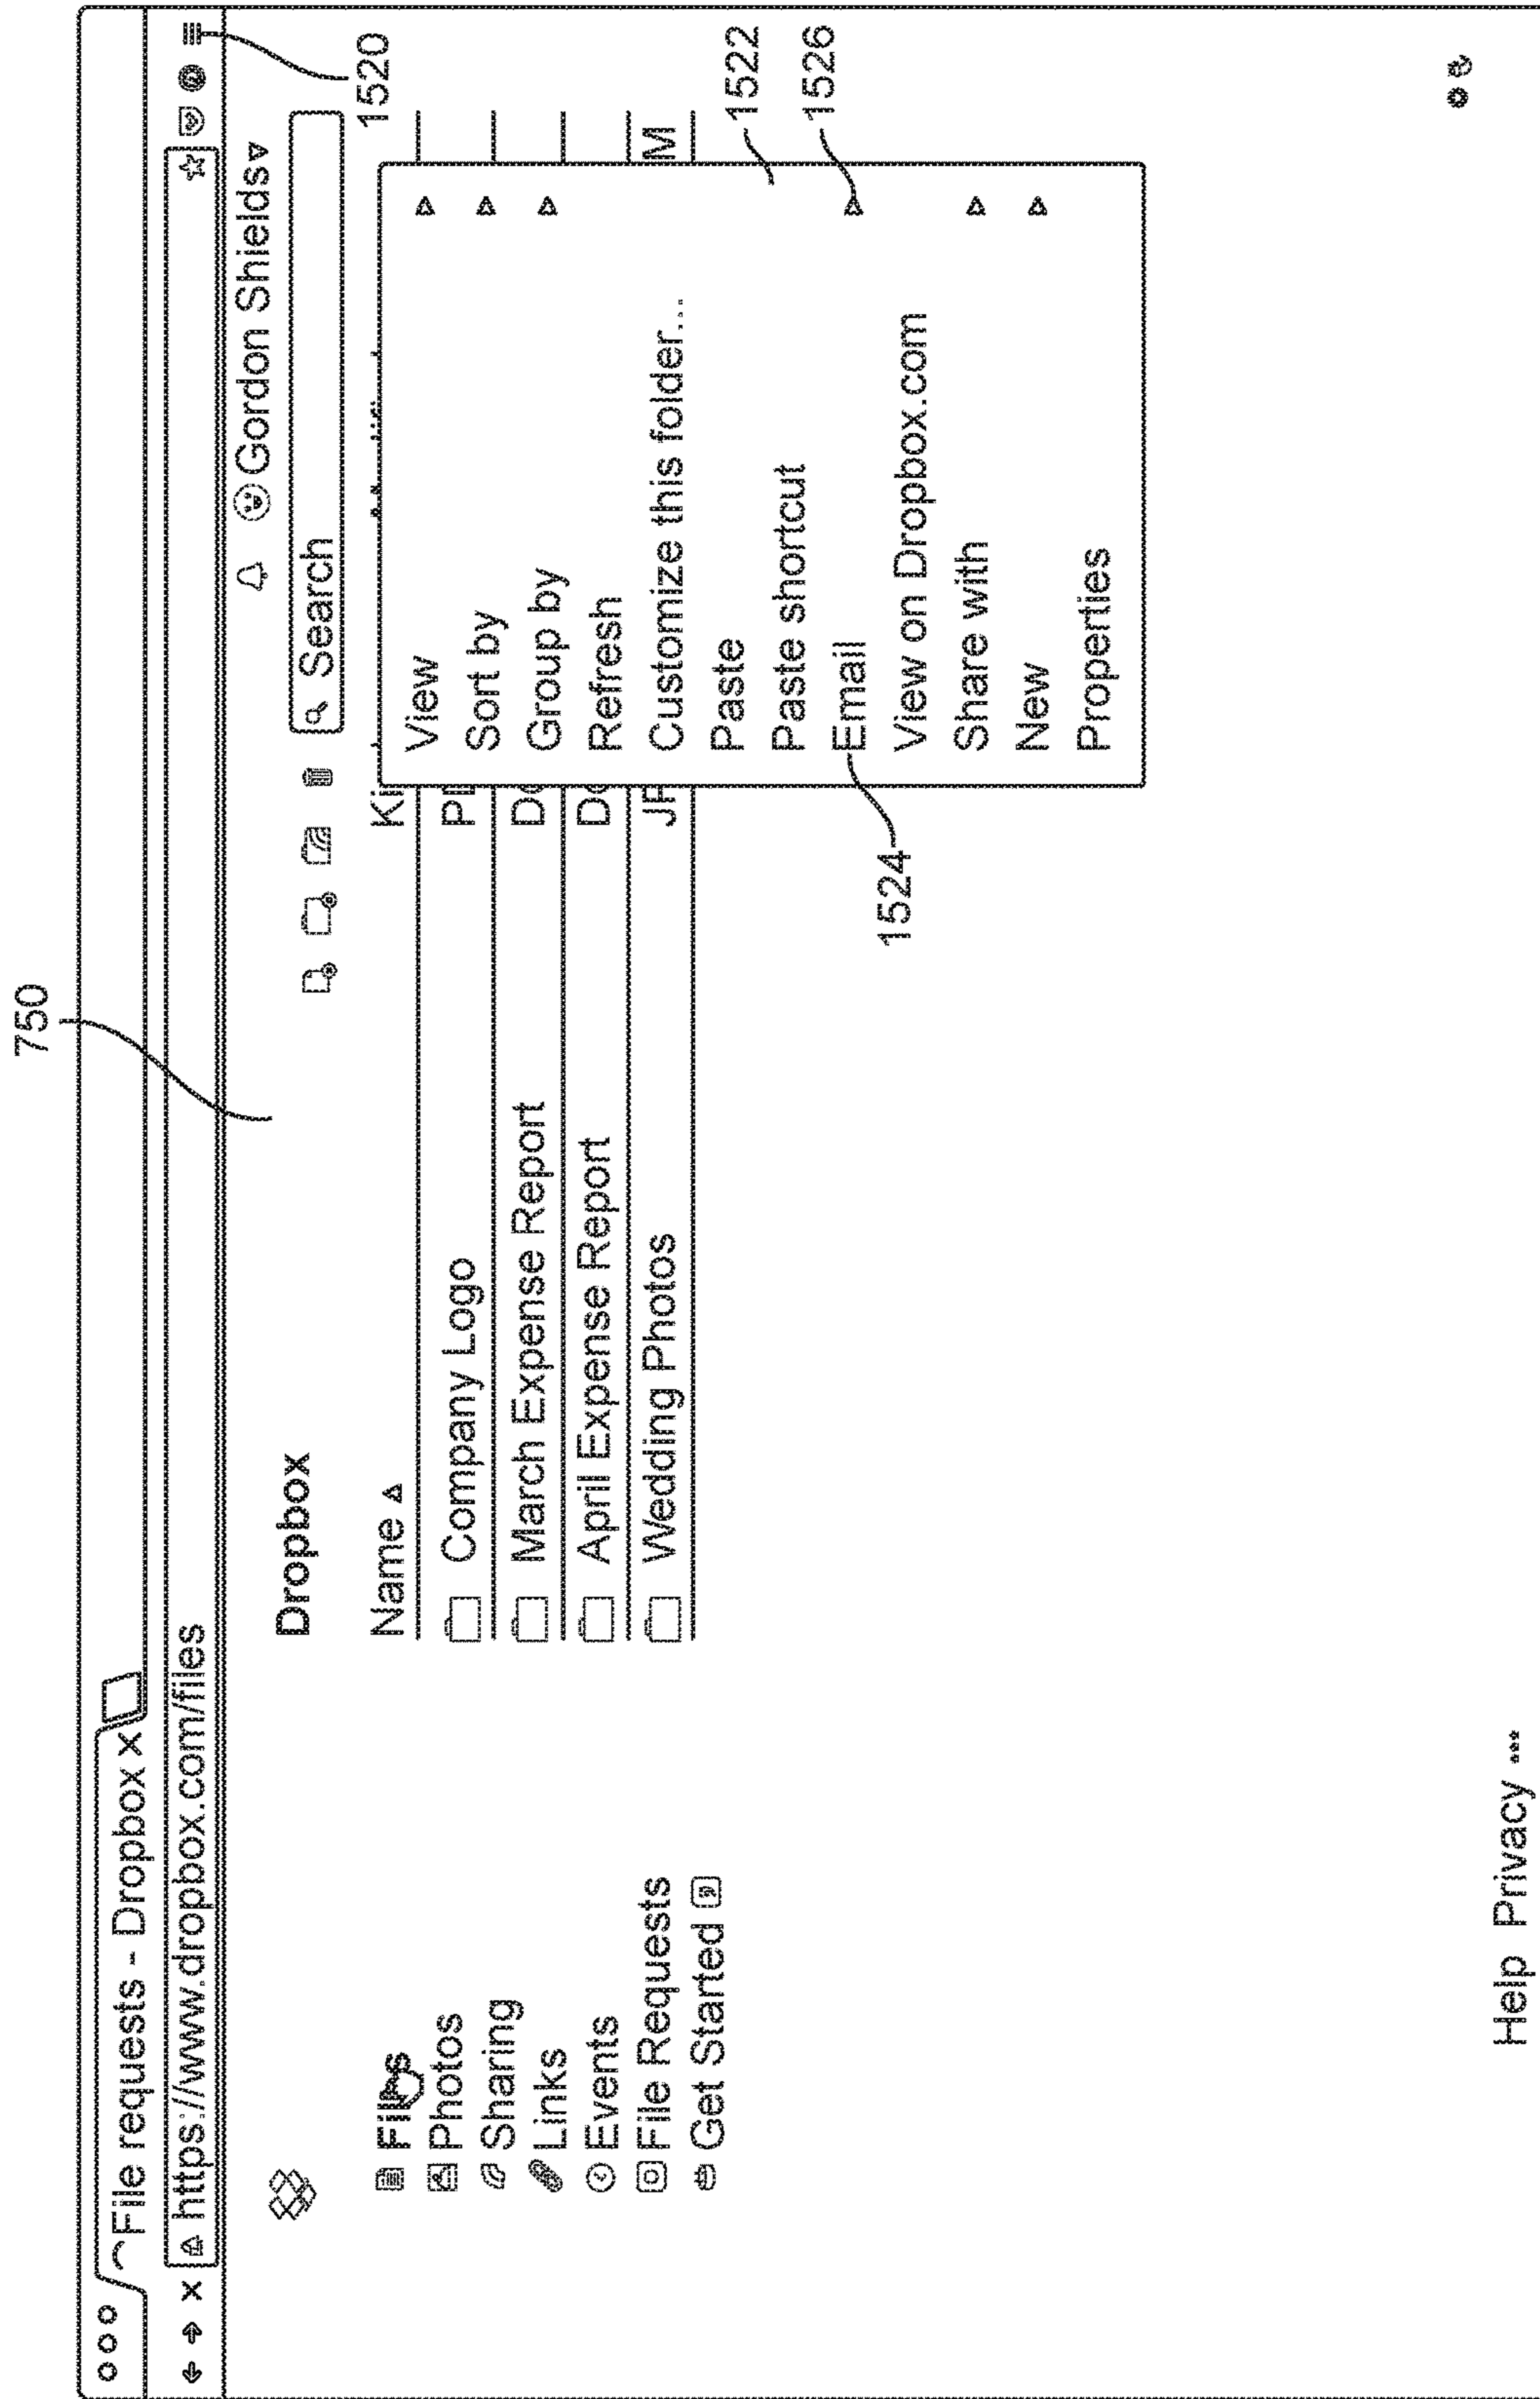 750
File requests - Dropbox x
https://www.dropbox.com/files
1520
Gordon Shields
Dropbox
Search
Files
Photos
Sharing
Links
Events
File Requests
Get Started
Name
Ki
Company Logo
March Expense Report
April Expense Report
Wedding Photos
JP
M
View
Sort by
Group by
Refresh
Customize this folder...
Paste
Paste shortcut
Email
View on Dropbox.com
Share with
New
Properties
1522
1526
1524
Help Privacy ...